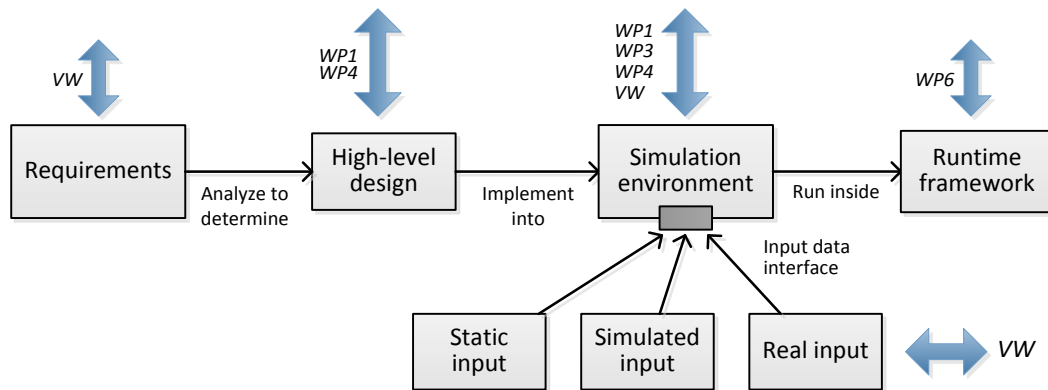 VW
WP1
WP4
WP1
WP3
WP4
VW
WP6
Requirements
Analyze to
determine
High-level
design
Implement
into
Simulation
environment
Run inside
Runtime
framework
Input data
interface
Static
input
Simulated
input
Real input
VW